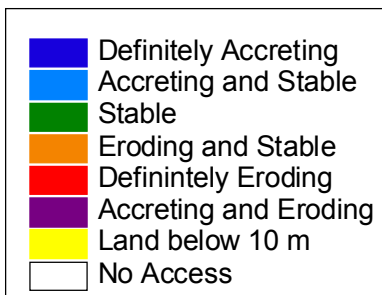 Definitely Accreting
Accreting and Stable
Stable
Eroding and Stable
Definintely Eroding
Accreting and Eroding
Land below 10 m
No Access